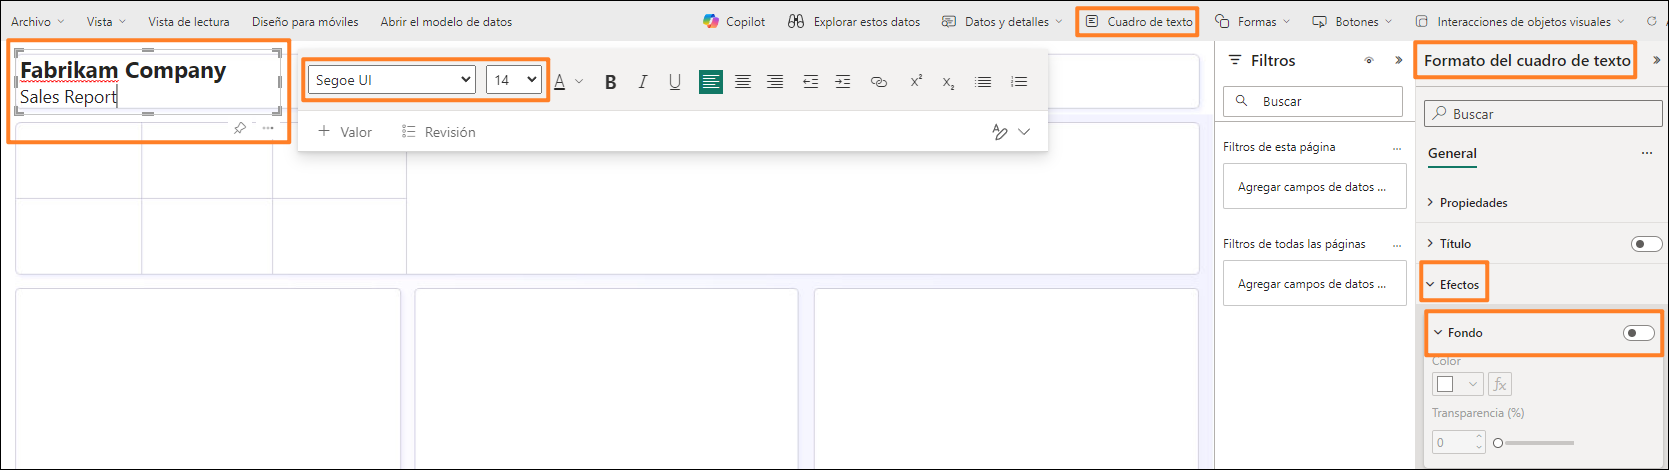 Archivo Vista Vista de lectura Diseño para móviles Abrir el modelo de datos Copilot Explorar estos datos Datos y detalles Cuadro de texto Formas Botones Interacciones de objetos visuales
Fabrikam Company
Sales Report
Segoe UI 14 A B I U x² x₂
Valor Revisión
Filtros
Buscar
Filtros de esta página ...
Agregar campos de datos ...
Filtros de todas las páginas ...
Agregar campos de datos ...
Formato del cuadro de texto
Buscar
General ...
Propiedades
Título
Efectos
Fondo
Color
fx
Transparencia (%)
0